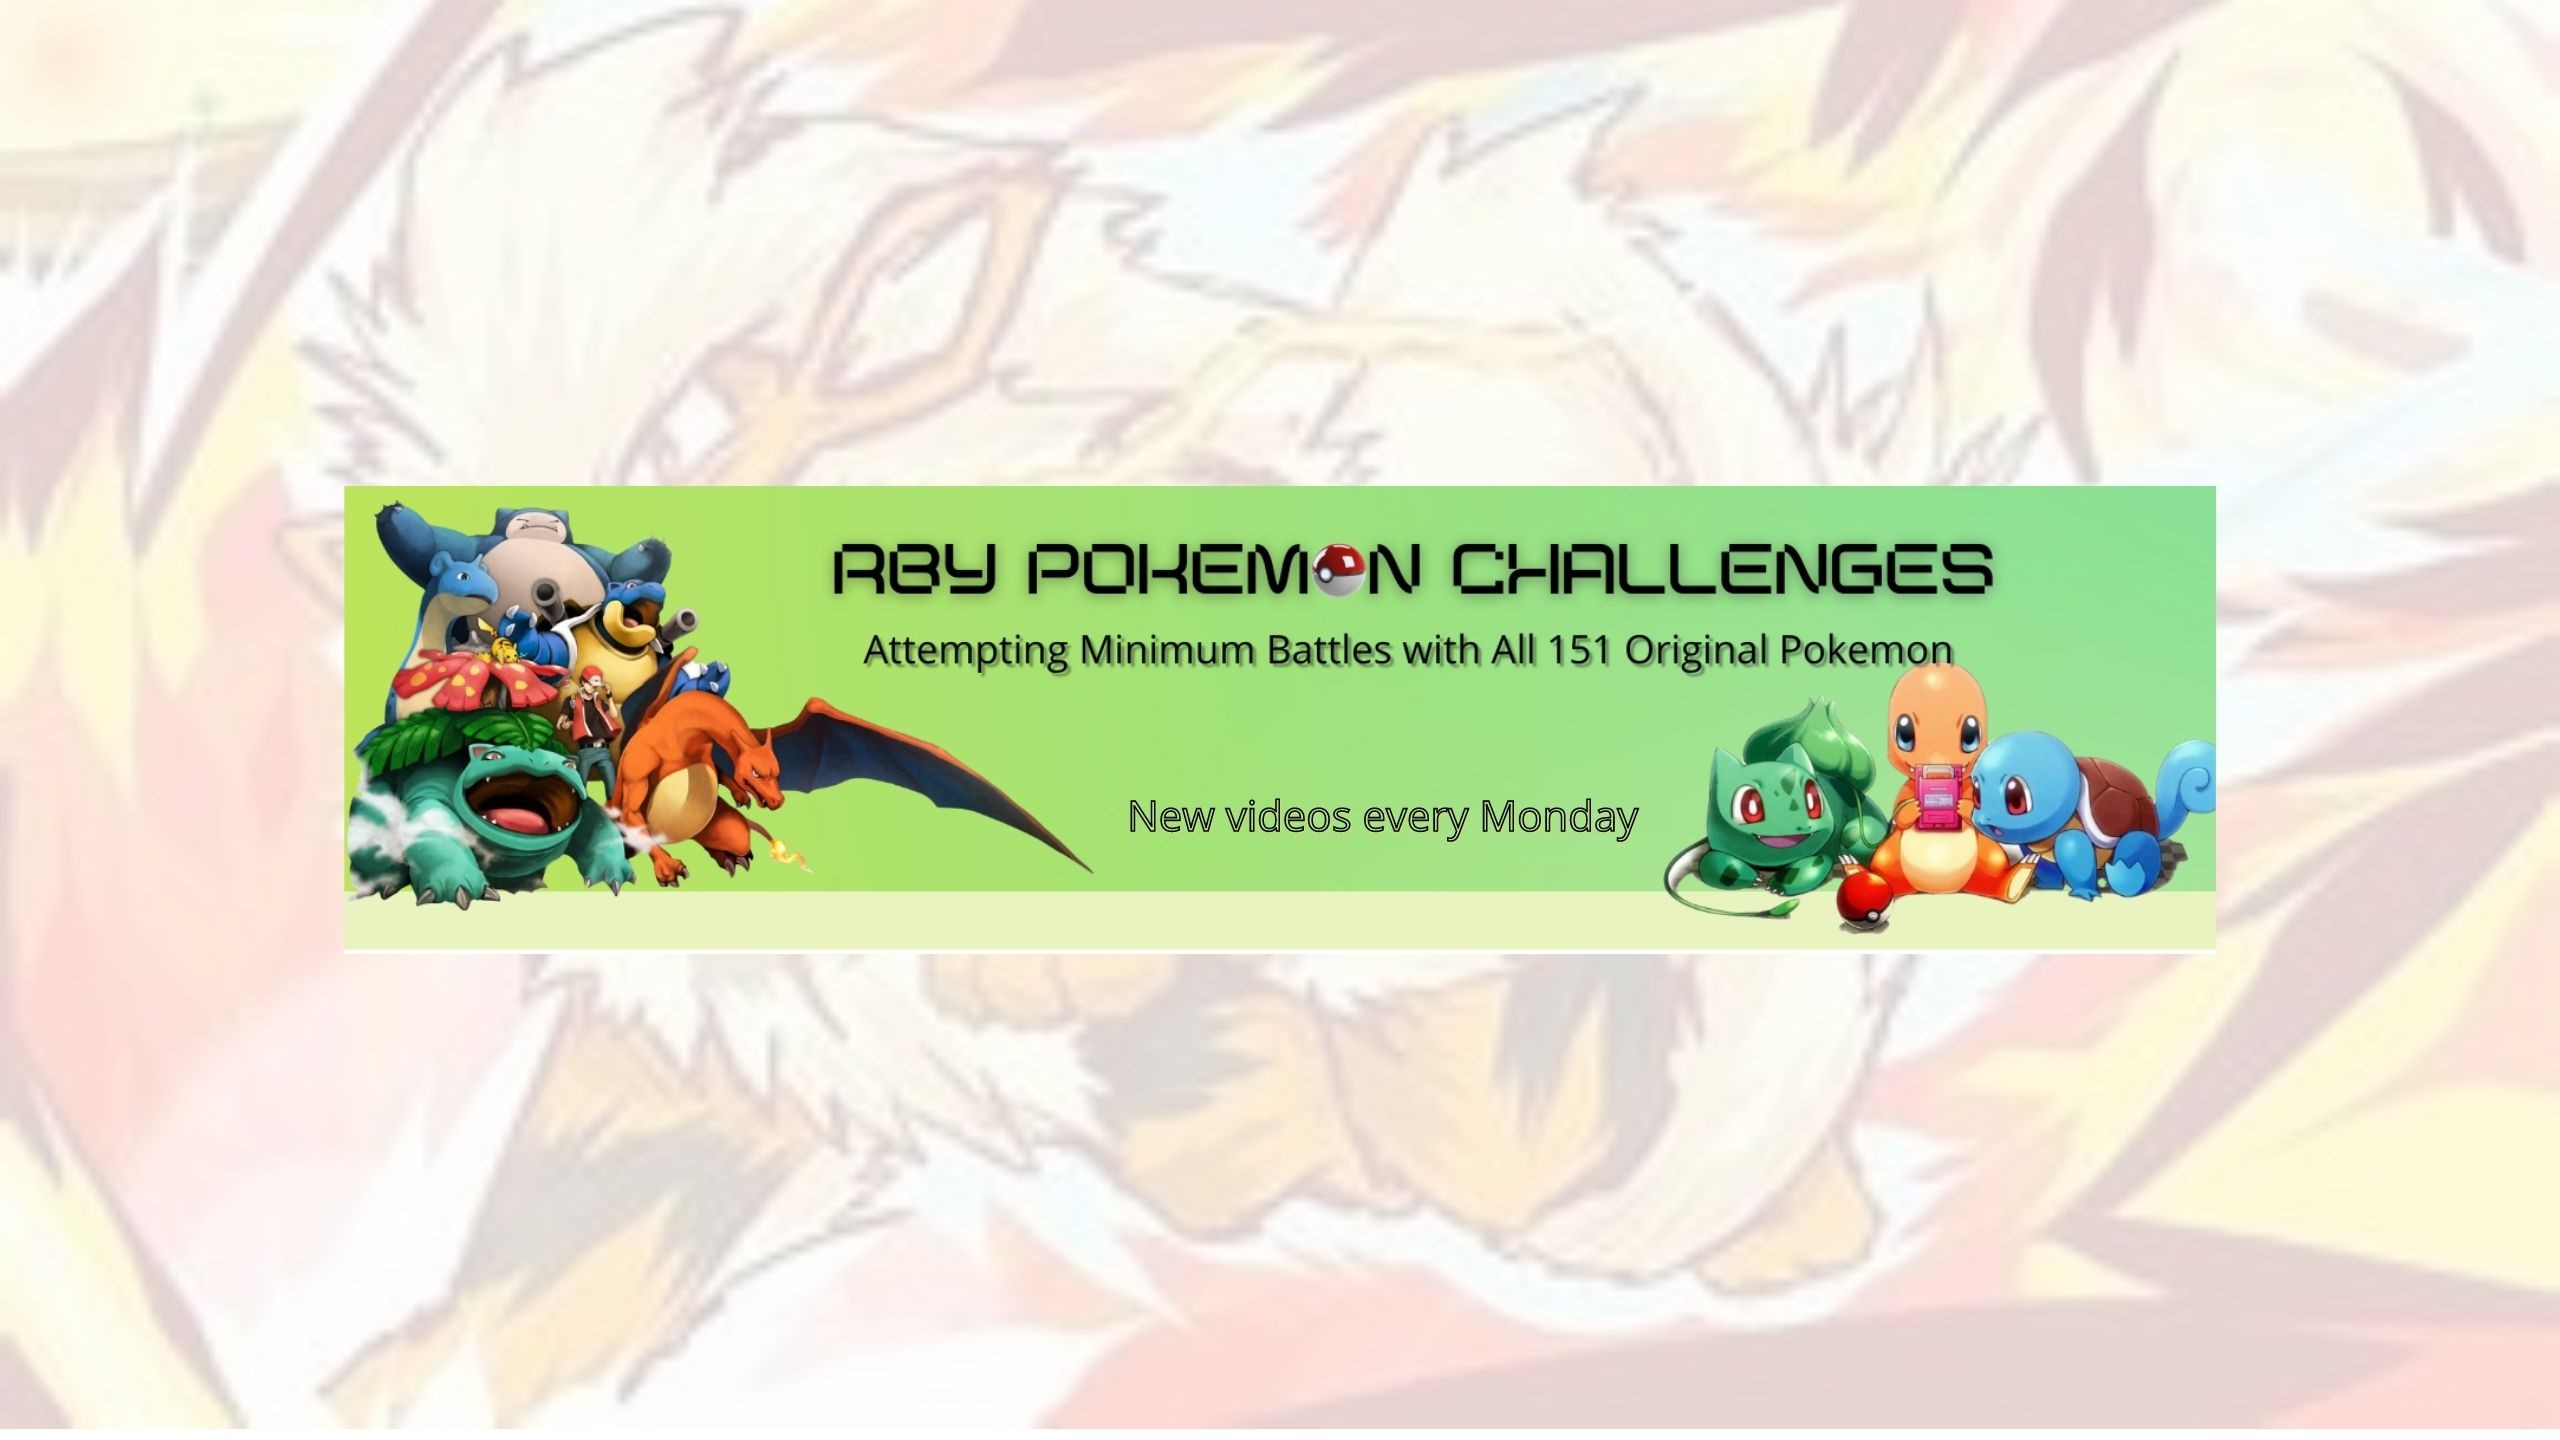 RBY POKEMON CHALLENGES
Attempting Minimum Battles with All 151 Original Pokemon
New videos every Monday